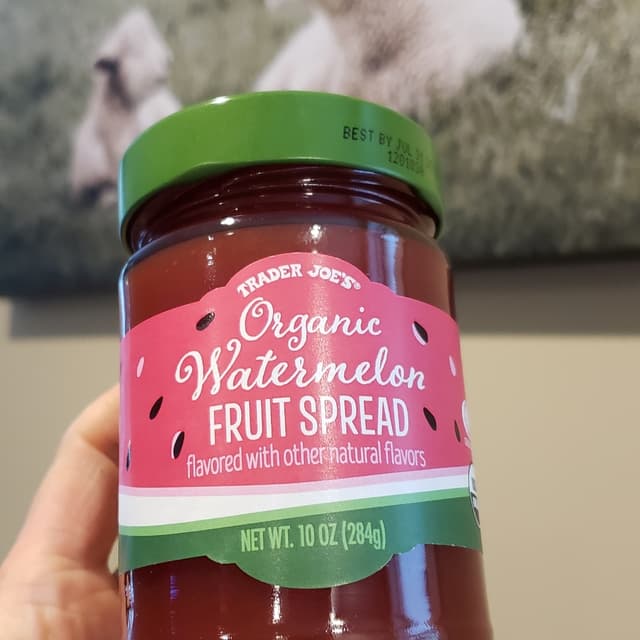 BEST BY JUL
TRADER JOE'S®
Organic
Watermelon
FRUIT SPREAD
flavored with other natural flavors
NET WT. 10 OZ (284g)